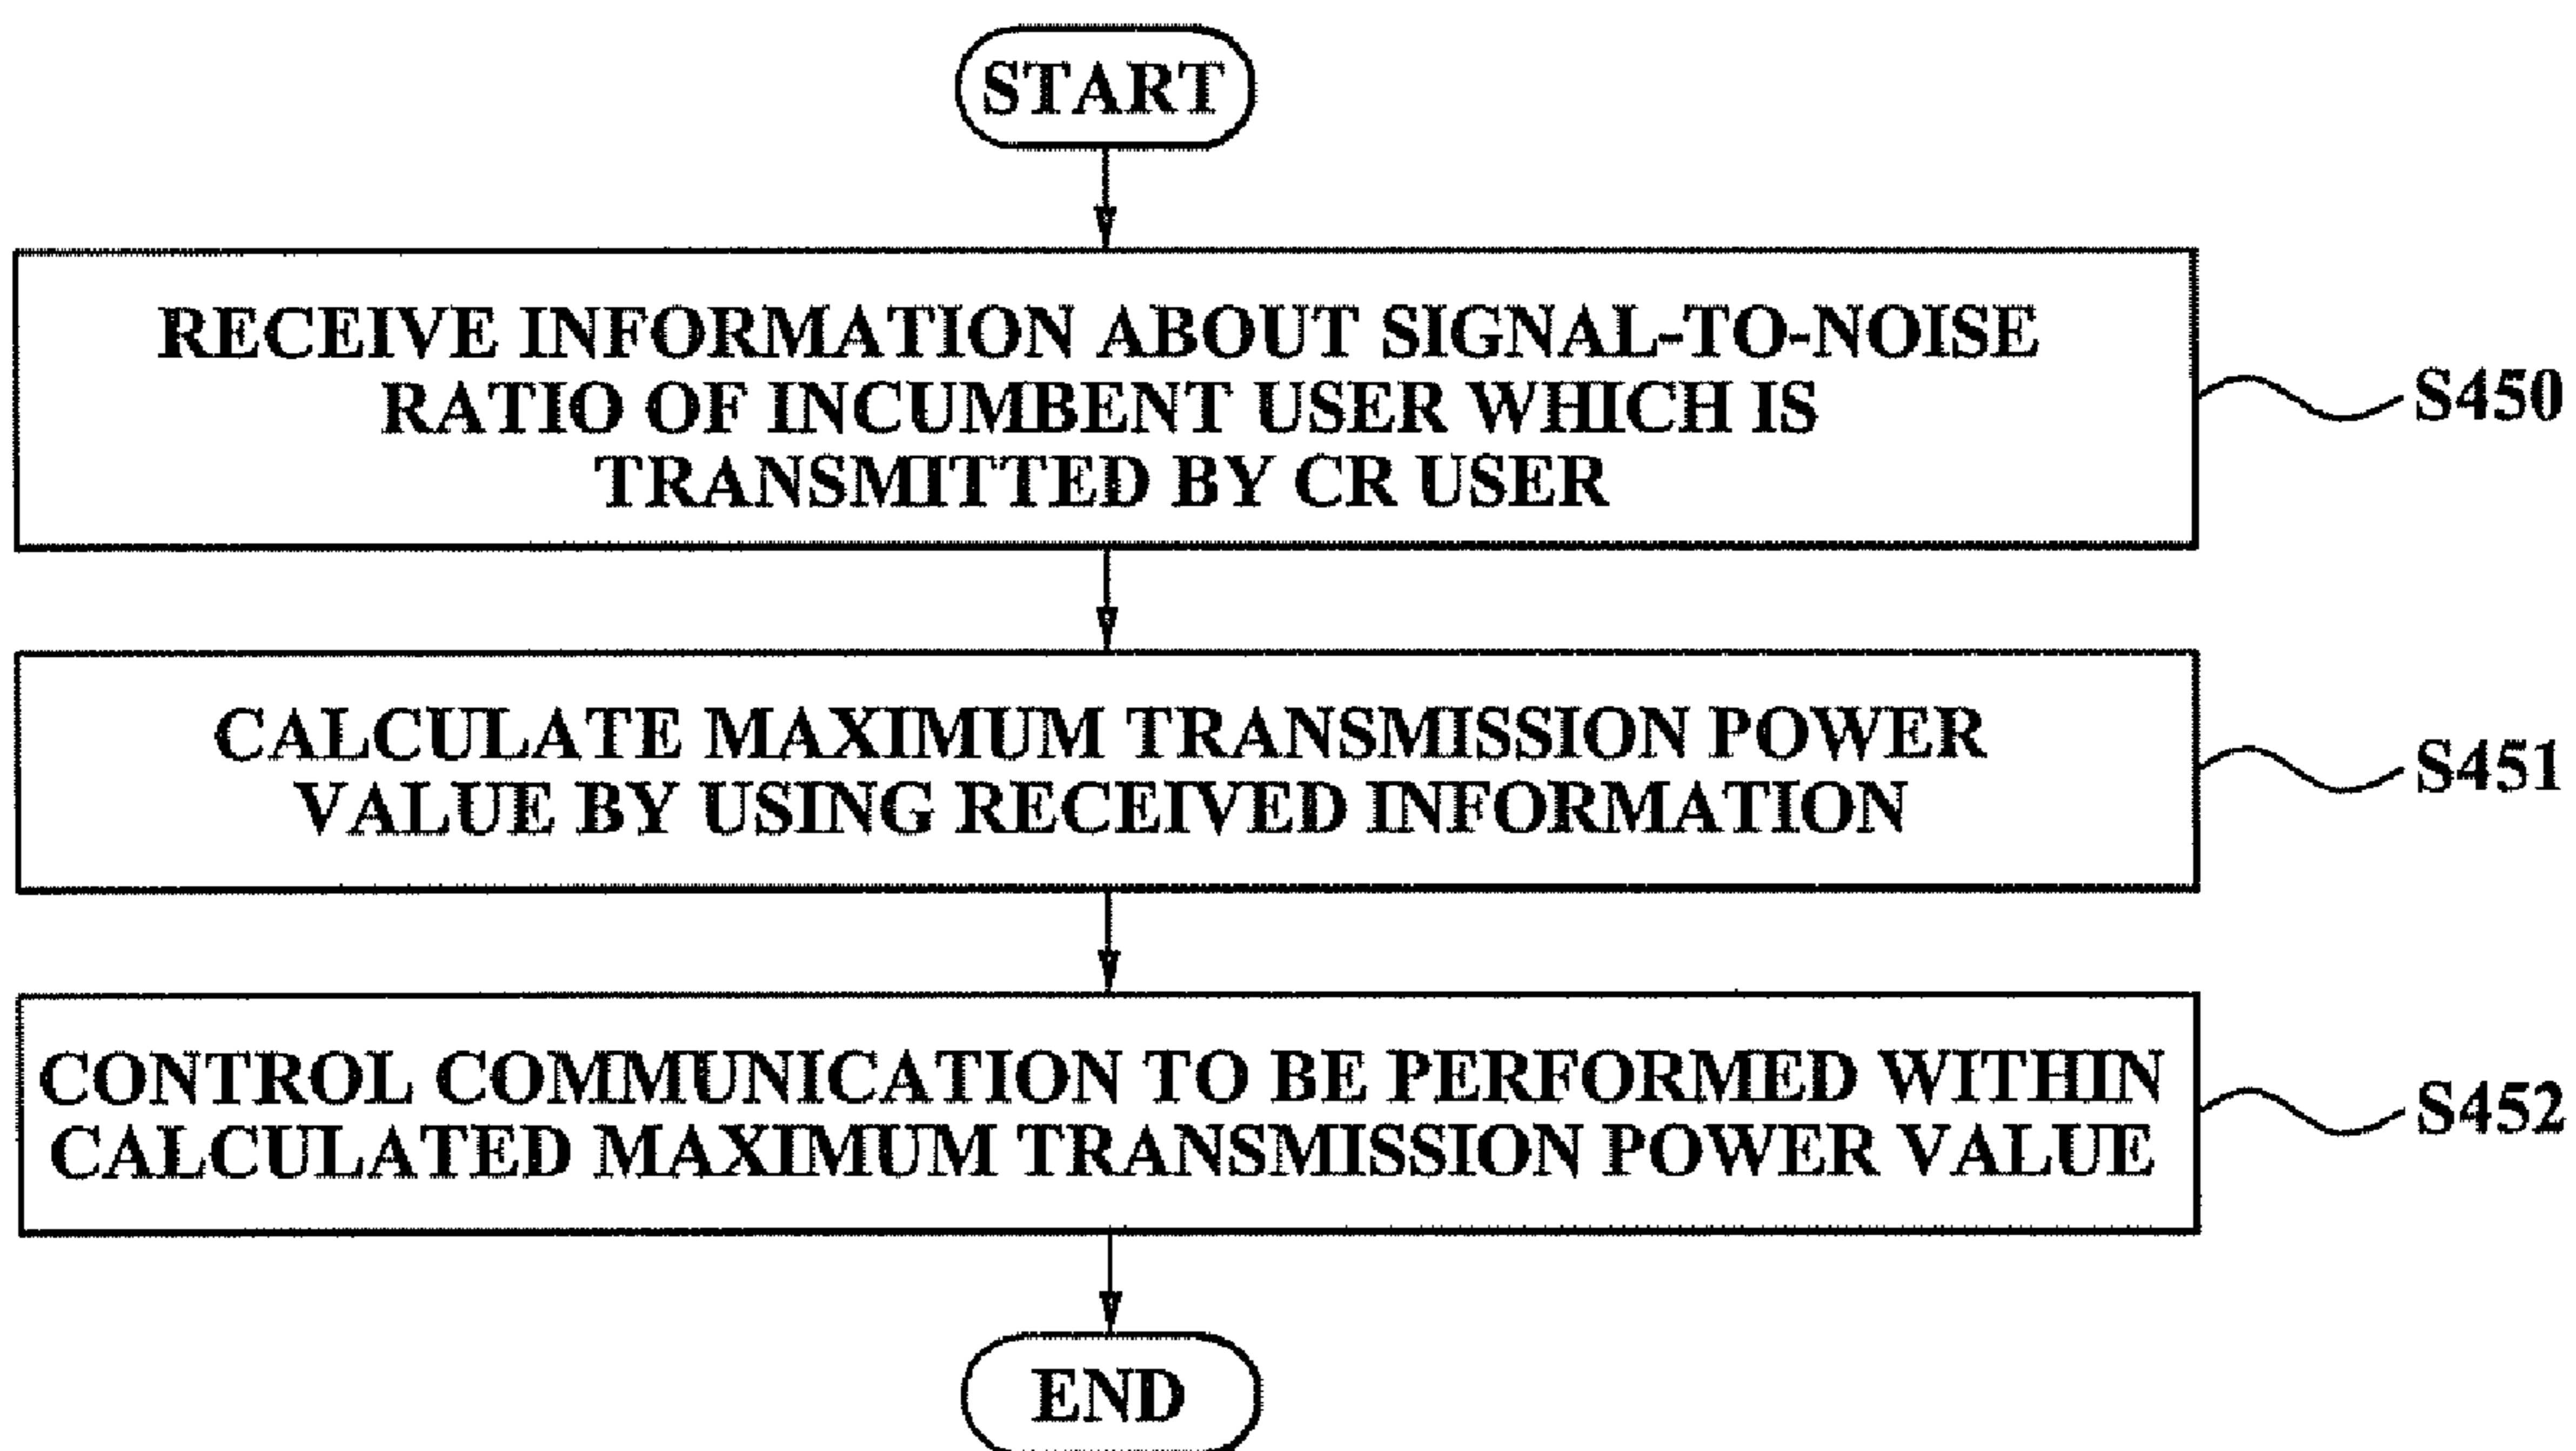 START
RECEIVE INFORMATION ABOUT SIGNAL-TO-NOISE
RATIO OF INCUMBENT USER WHICH IS
TRANSMITTED BY CR USER
S450
CALCULATE MAXIMUM TRANSMISSION POWER
VALUE BY USING RECEIVED INFORMATION
S451
CONTROL COMMUNICATION TO BE PERFORMED WITHIN
CALCULATED MAXIMUM TRANSMISSION POWER VALUE
S452
END